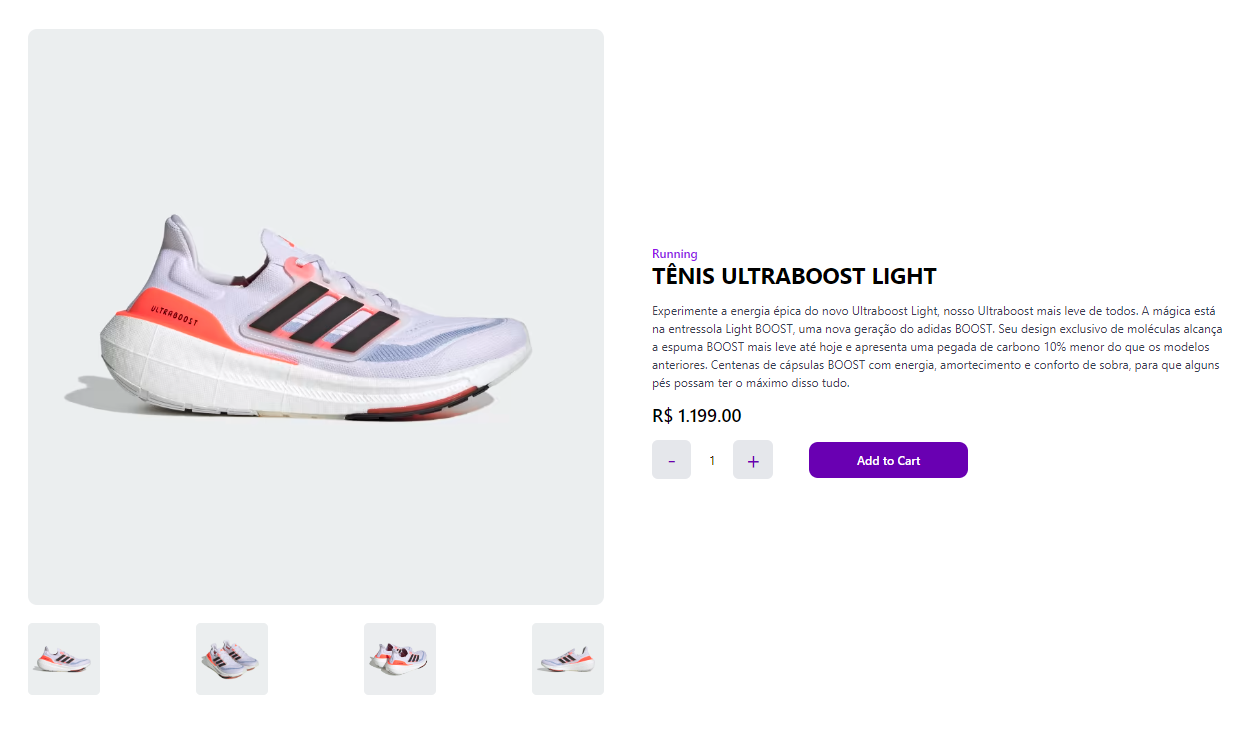 ULTRABOOST
Running
TÊNIS ULTRABOOST LIGHT
Experimente a energia épica do novo Ultraboost Light, nosso Ultraboost mais leve de todos. A mágica está
na entressola Light BOOST, uma nova geração do adidas BOOST. Seu design exclusivo de moléculas alcança
a espuma BOOST mais leve até hoje e apresenta uma pegada de carbono 10% menor do que os modelos
anteriores. Centenas de cápsulas BOOST com energia, amortecimento e conforto de sobra, para que alguns
pés possam ter o máximo disso tudo.
R$ 1.199.00
- 1 + Add to Cart